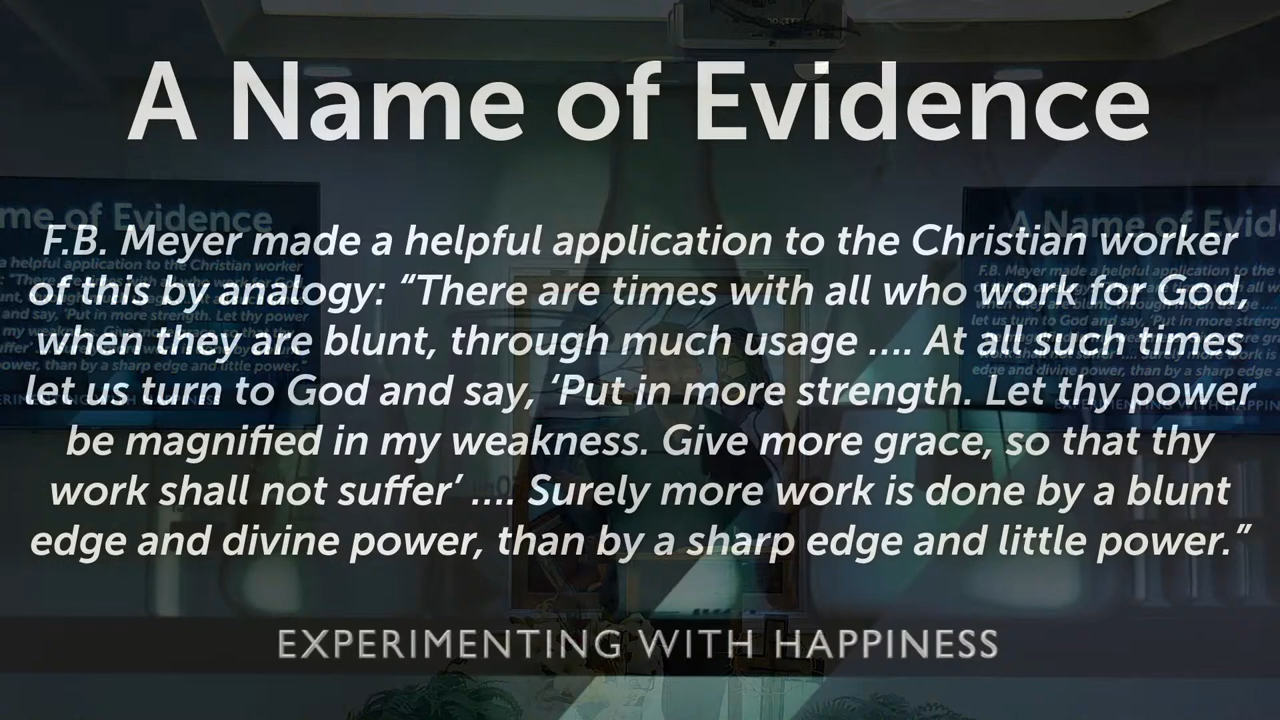 A Name of Evidence
F.B. Meyer made a helpful application to the Christian worker
of this by analogy: “There are times with all who work for God,
when they are blunt, through much usage .... At all such times
let us turn to God and say, ‘Put in more strength. Let thy power
be magnified in my weakness. Give more grace, so that thy
work shall not suffer’ .... Surely more work is done by a blunt
edge and divine power, than by a sharp edge and little power.”
EXPERIMENTING WITH HAPPINESS